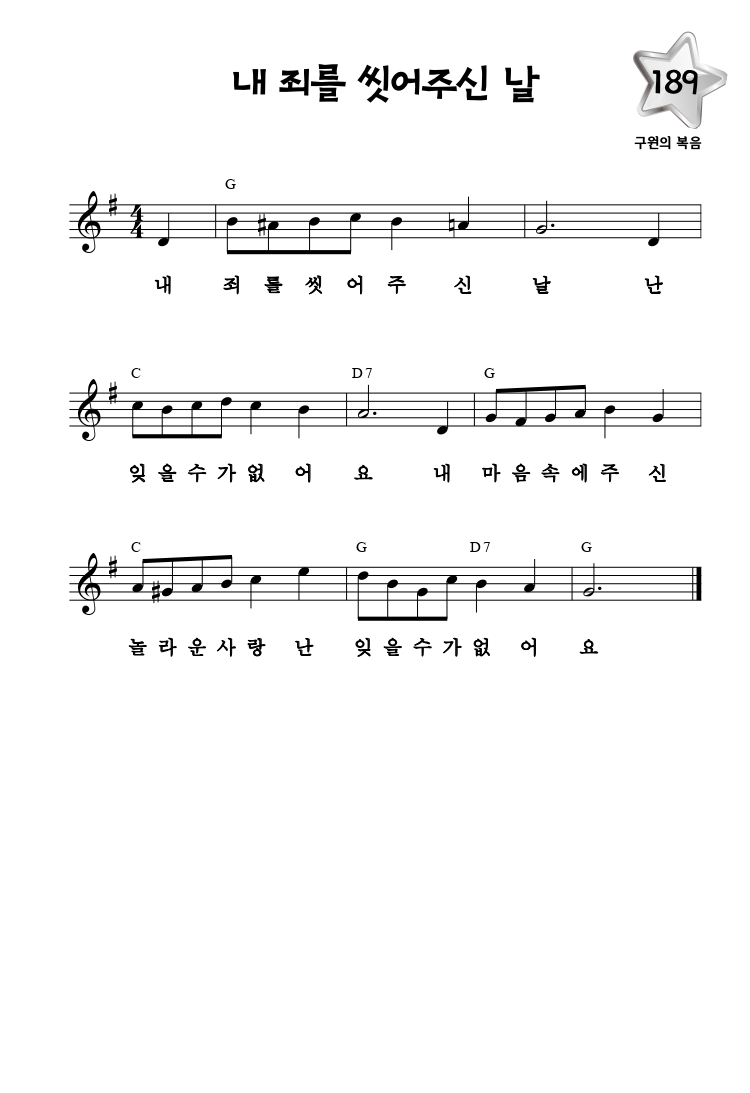 내 죄를 씻어주신 날
189
구원의 복음
G
내 죄 를 씻 어 주 신 날 난
C D7 G
잊 을 수 가 없 어 요 내 마 음 속 에 주 신
C G D7 G
놀 라 운 사 랑 난 잊 을 수 가 없 어 요